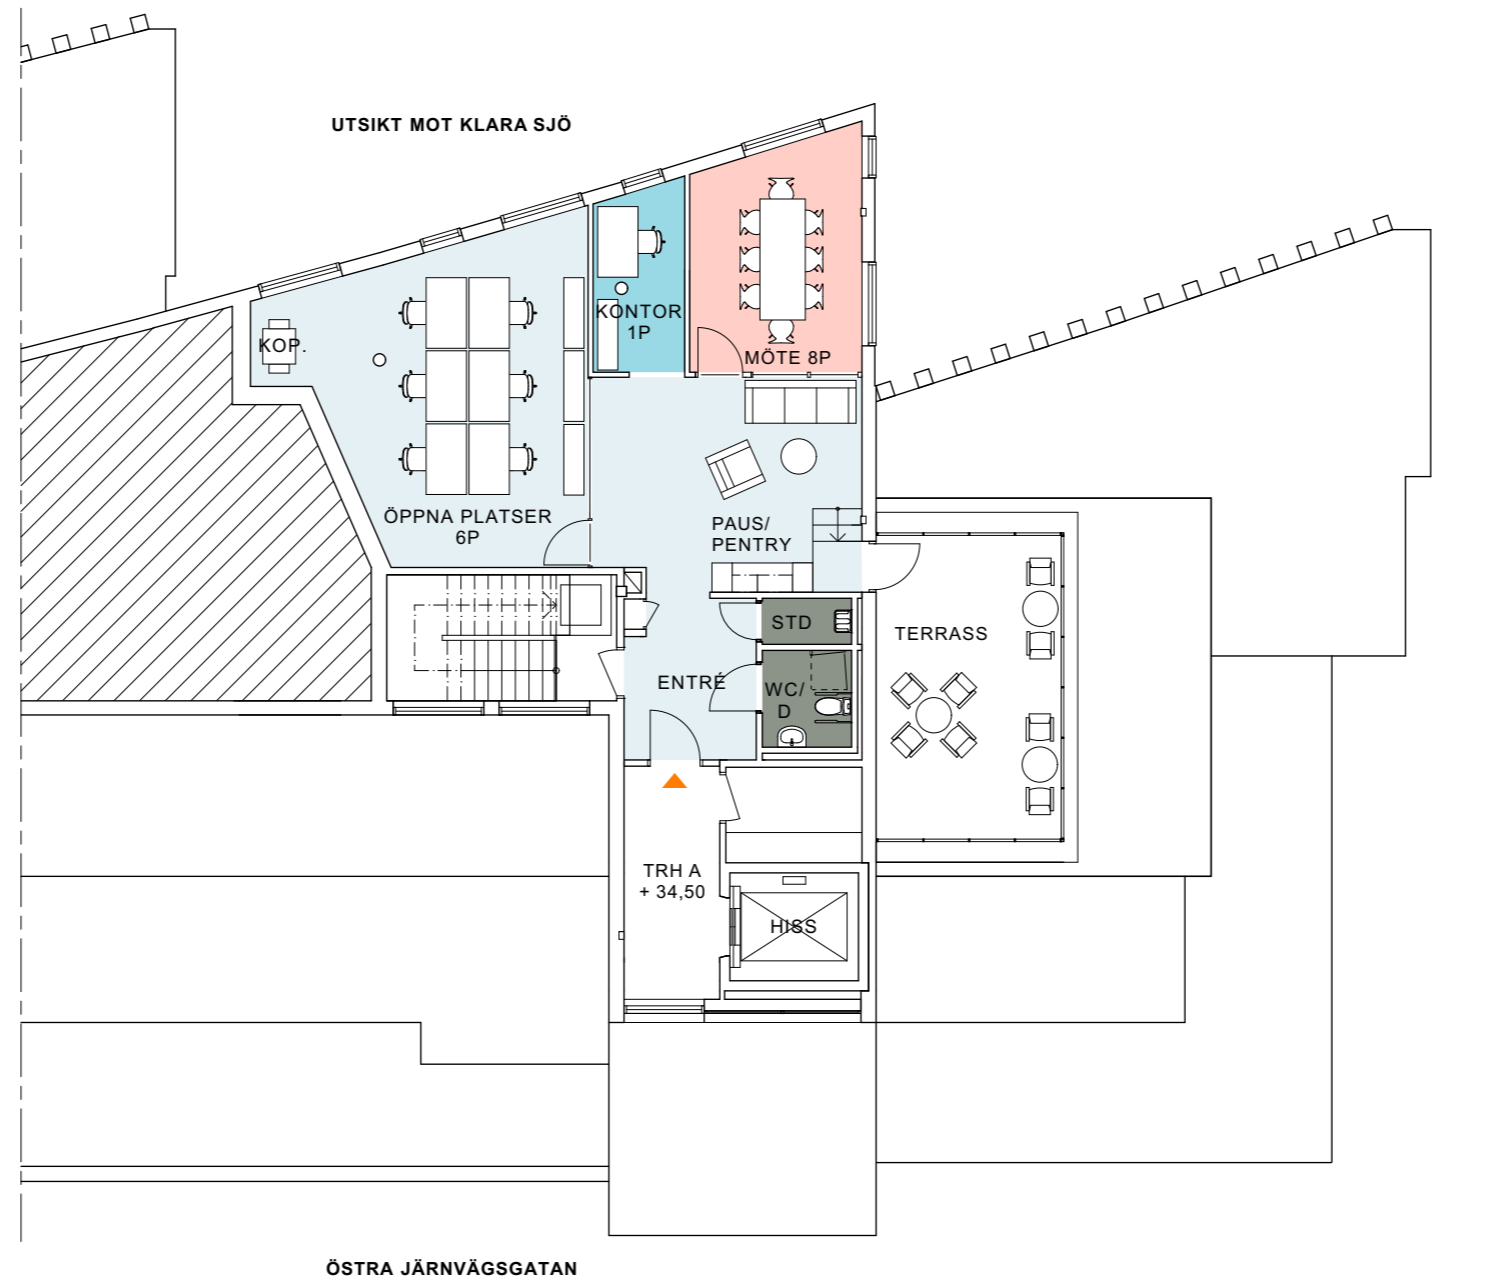 UTSIKT MOT KLARA SJÖ
KONTOR
1P
KOP.
MÖTE 8P
ÖPPNA PLATSER
6P
PAUS/
PENTRY
STD
TERRASS
ENTRÉ
WC/
D
TRH A
+ 34,50
HISS
ÖSTRA JÄRNVÄGSGATAN